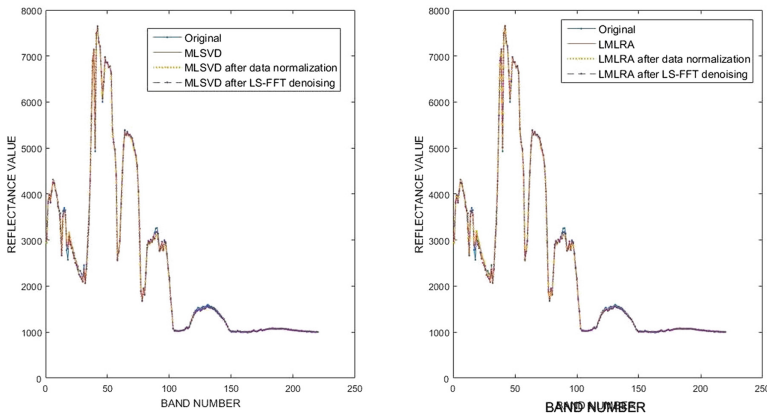 8000
7000
6000
5000
4000
3000
2000
1000
0
REFLECTANCE VALUE
Original
MLSVD
MLSVD after data normalization
MLSVD after LS-FFT denoising
0 50 100 150 200 250
BAND NUMBER
8000
7000
6000
5000
4000
3000
2000
1000
0
REFLECTANCE VALUE
Original
LMLRA
LMLRA after data normalization
LMLRA after LS-FFT denoising
0 50 100 150 200 250
BAND NUMBER